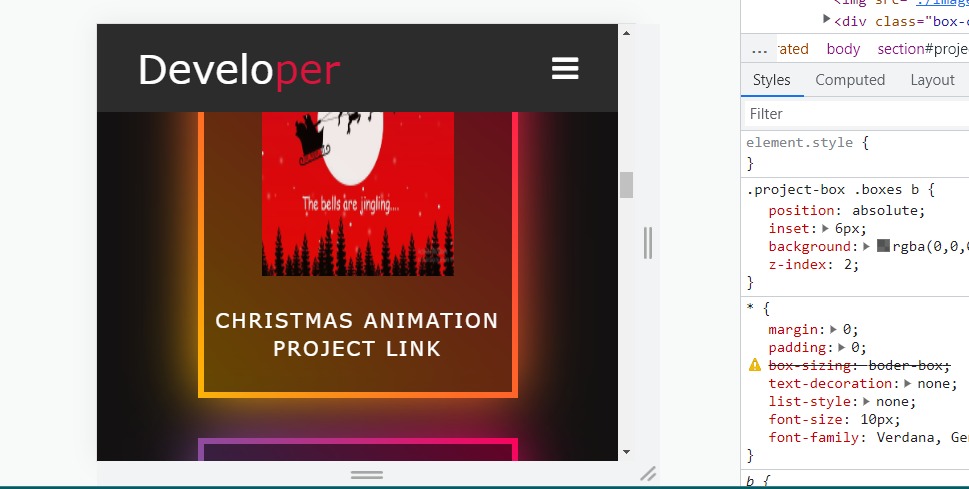 Developer
The bells are jingling....
CHRISTMAS ANIMATION
PROJECT LINK
<div class="box-
... rated body section#proje
Styles Computed Layout
Filter
element.style {
}
.project-box .boxes b {
position: absolute;
inset: 6px;
background: rgba(0,0,0
z-index: 2;
}
* {
margin: 0;
padding: 0;
box-sizing: boder-box;
text-decoration: none;
list-style: none;
font-size: 10px;
font-family: Verdana, Ge
}
b {